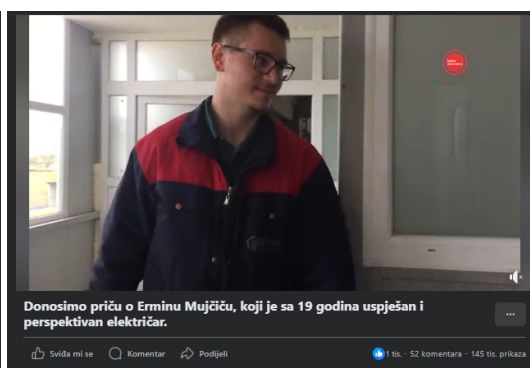 Donosimo priču o Erminu Mujčiću, koji je sa 19 godina uspješan i
perspektivan električar.
Sviđa mi se Komentar Podijeli 1 tis. · 52 komentara · 145 tis. prikaza